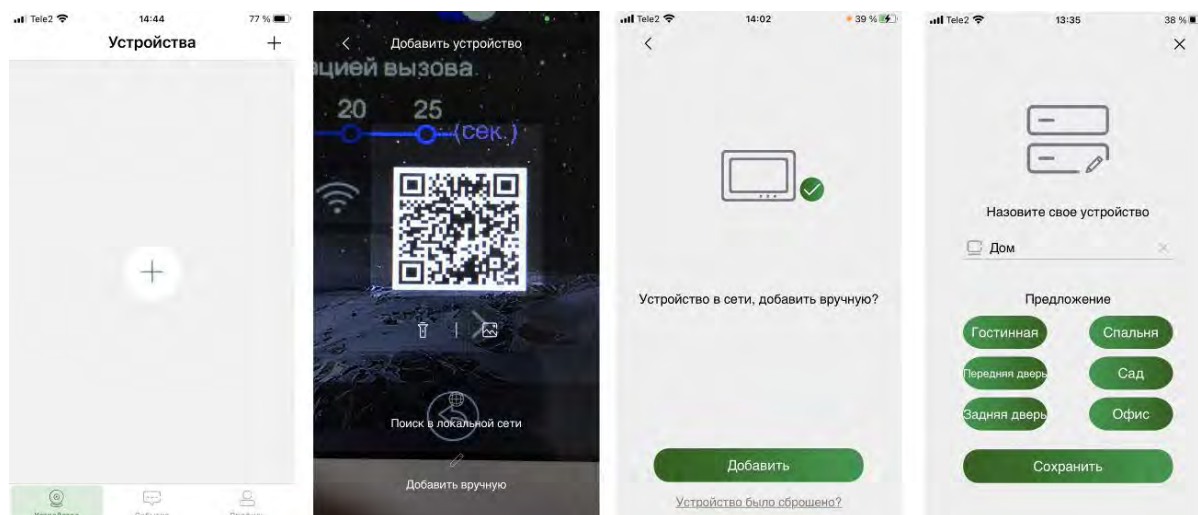 Tele2 14:44 77 %
Устройства
Добавить устройство
ацией вызова
20 25
(сек.)
Поиск в локальной сети
Добавить вручную
Tele2 14:02 39 %
Устройство в сети, добавить вручную?
Добавить
Устройство было сброшено?
Tele2 13:35 38 %
Назовите свое устройство
Дом
Предложение
Гостинная Спальня
Передняя дверь Сад
Задняя дверь Офис
Сохранить